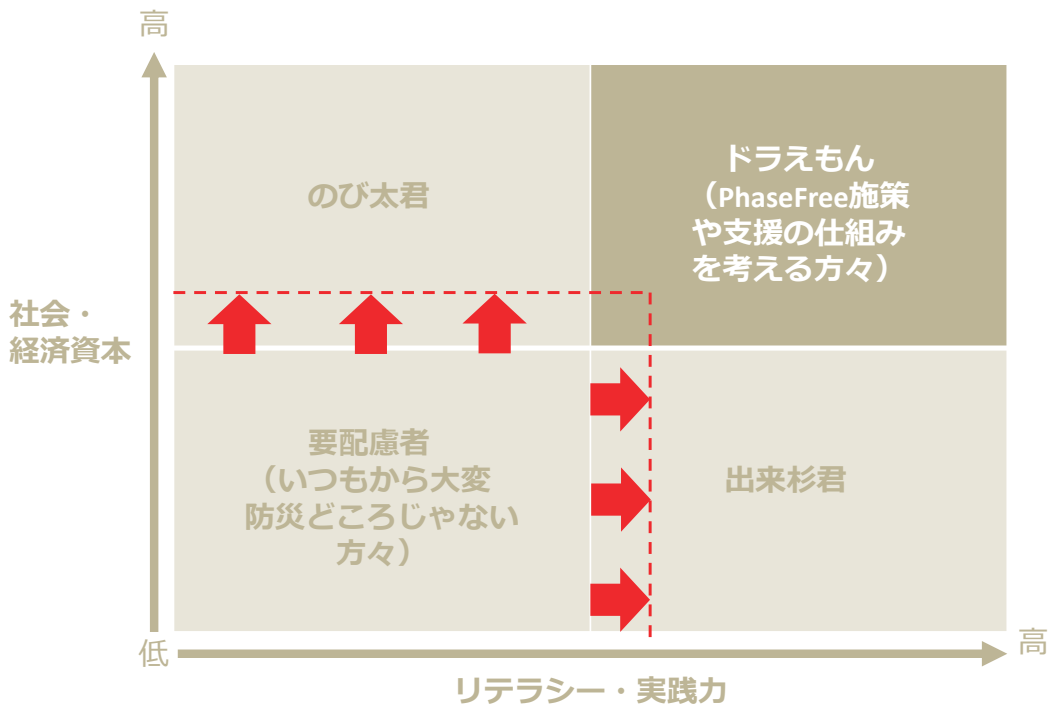 高
のび太君
ドラえもん
（PhaseFree施策
や支援の仕組み
を考える方々）
社会・
経済資本
要配慮者
（いつもから大変
防災どころじゃない
方々）
出来杉君
低
高
リテラシー・実践力